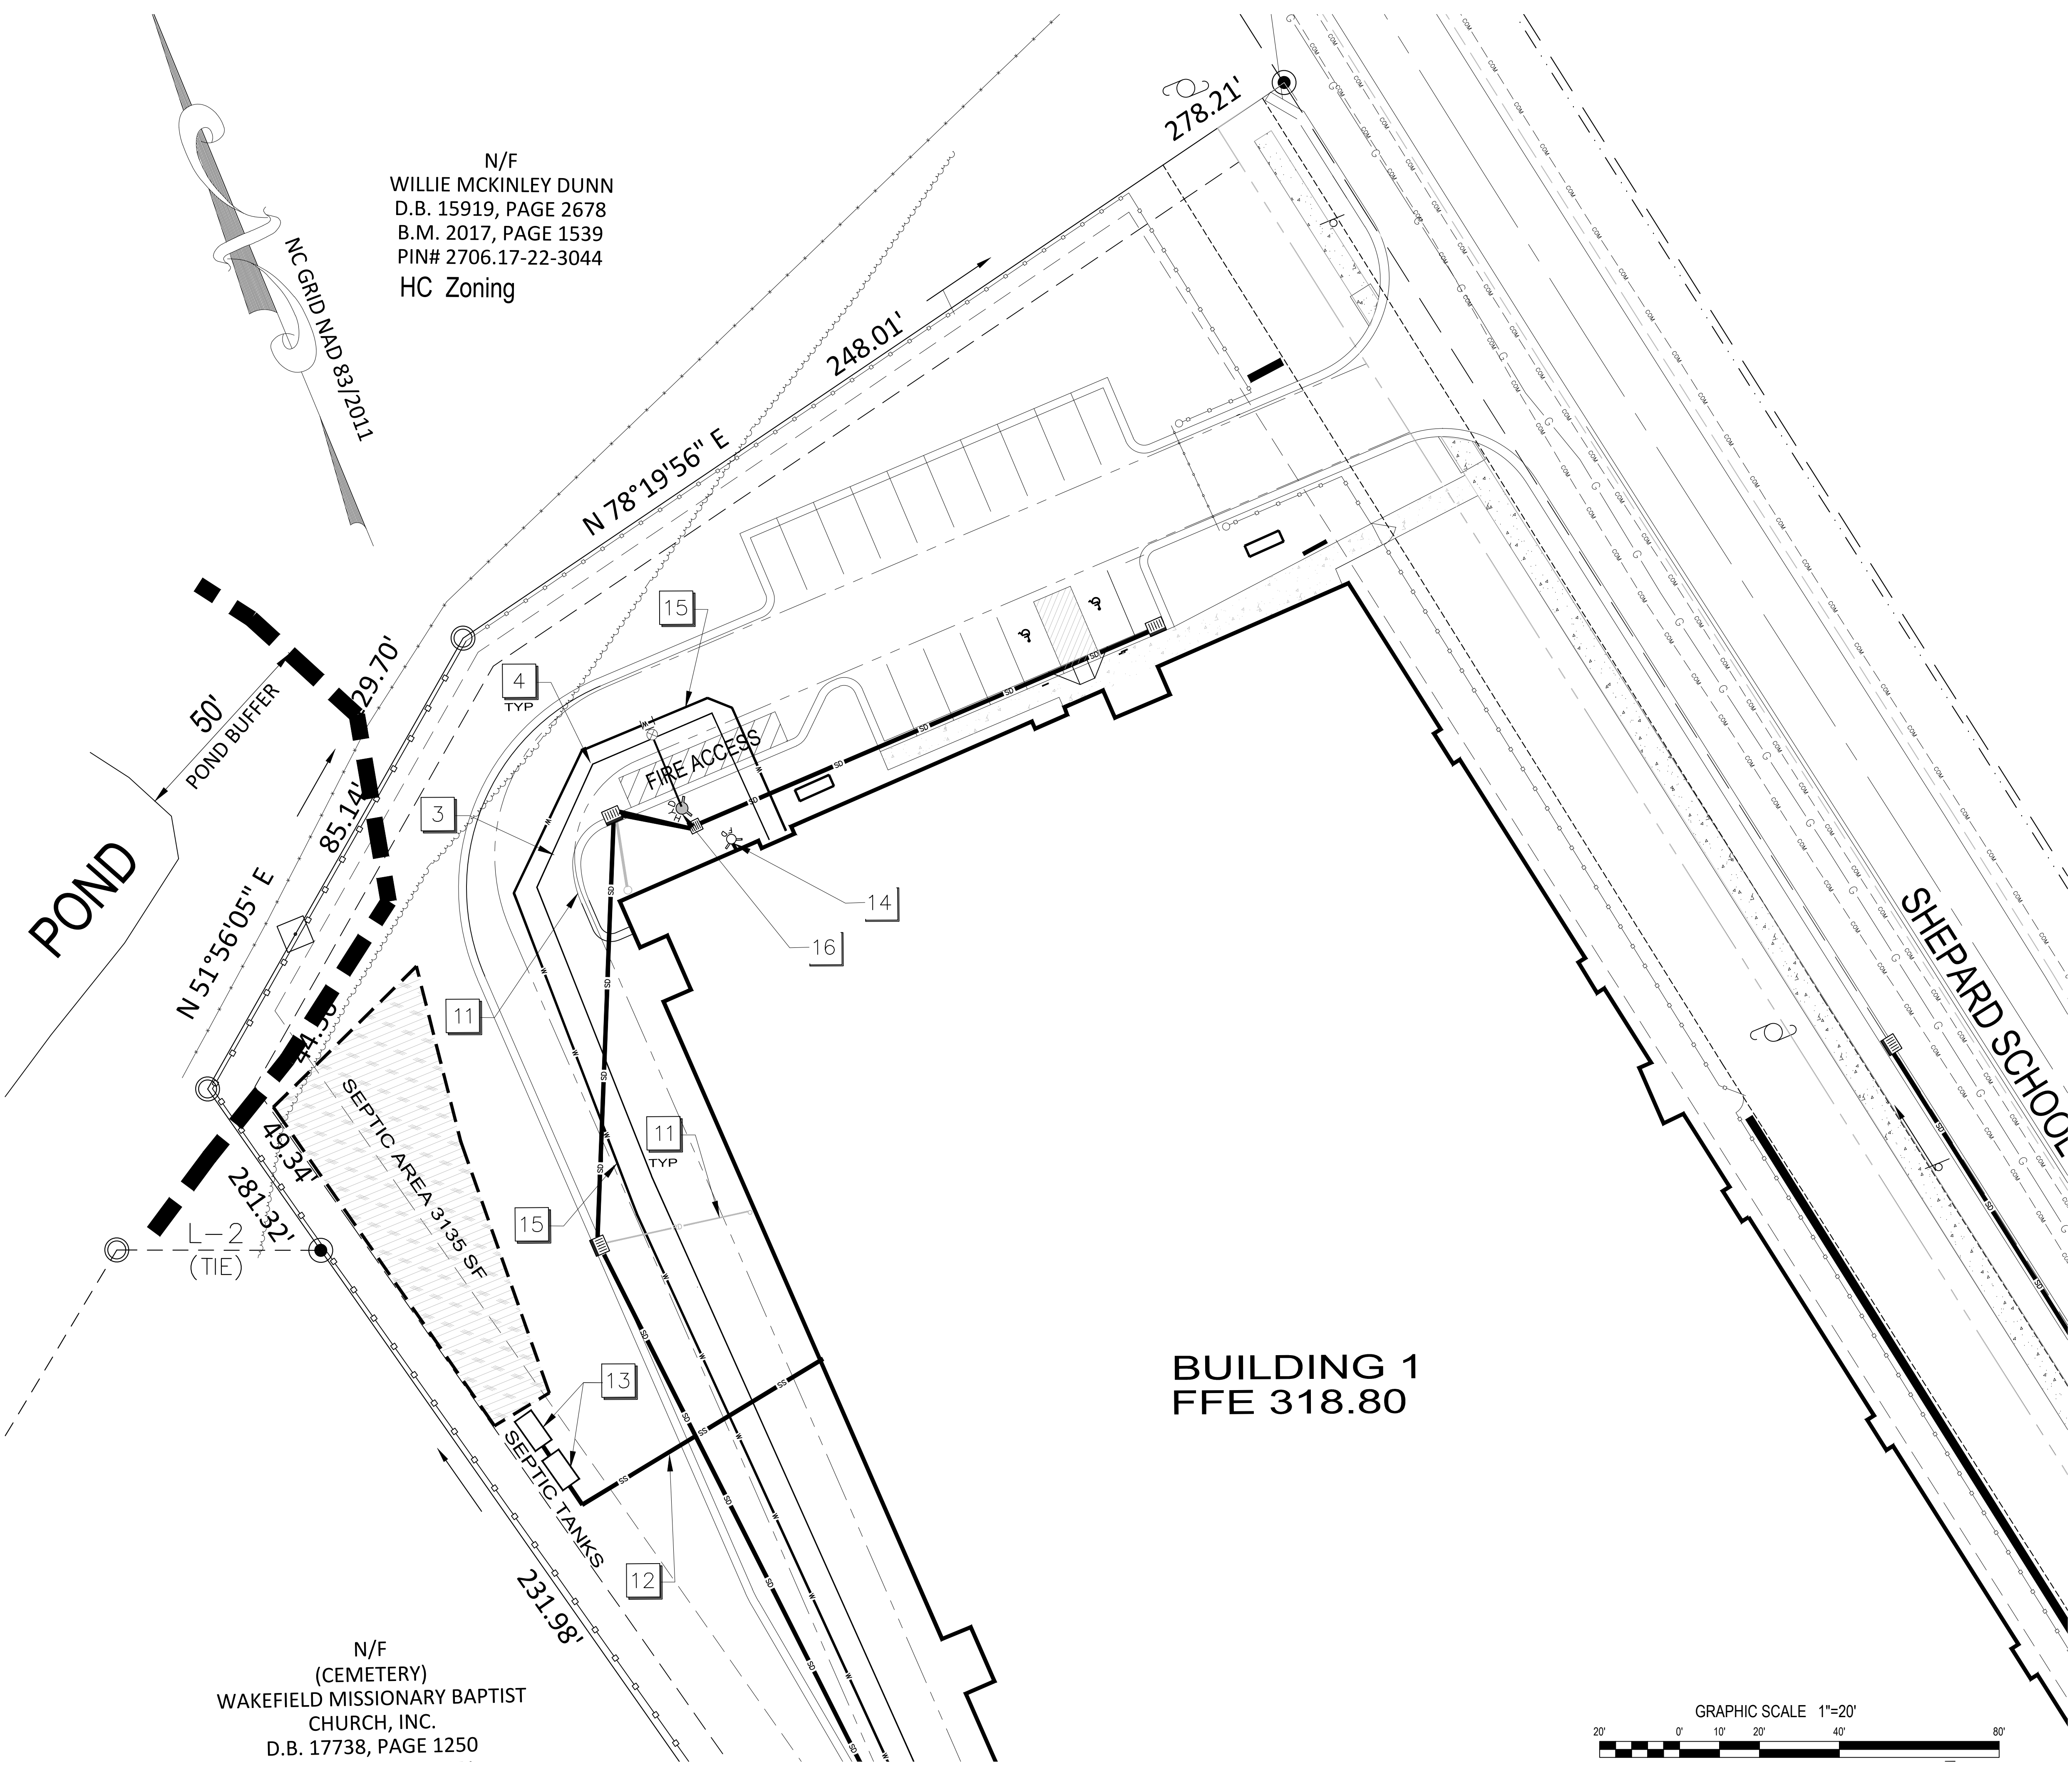 278.21'
N/F
WILLIE MCKINLEY DUNN
D.B. 15919, PAGE 2678
B.M. 2017, PAGE 1539
PIN# 2706.17-22-3044
HC Zoning
NC GRID NAD 83/2011
248.01'
N 78°19'56" E
15
4
TYP
29.70'
50'
POND BUFFER
FIRE ACCESS
3
85.14'
POND
N 51°56'05" E
14
16
11
SHEPARD SCHOOL
SEPTIC AREA 3135 SF
49.34'
281.32'
11
TYP
15
L-2
(TIE)
BUILDING 1
FFE 318.80
13
SEPTIC TANKS
12
231.98'
N/F
(CEMETERY)
WAKEFIELD MISSIONARY BAPTIST
CHURCH, INC.
D.B. 17738, PAGE 1250
GRAPHIC SCALE 1"=20'
20' 0' 10' 20' 40' 80'
COM
G
SD
W
SS